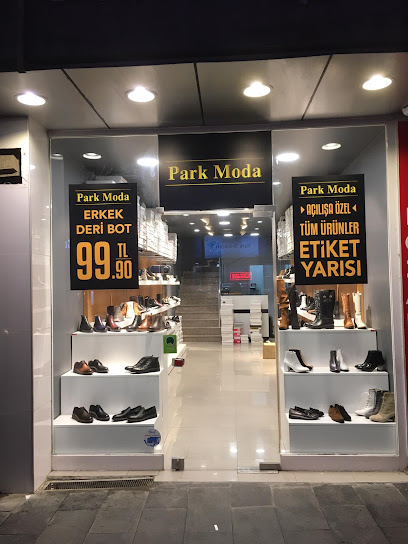 Park Moda
Park Moda
ERKEK
DERİ BOT
99 TL
.90
Park Moda
AÇILIŞA ÖZEL
TÜM ÜRÜNLER
ETİKET
YARISI